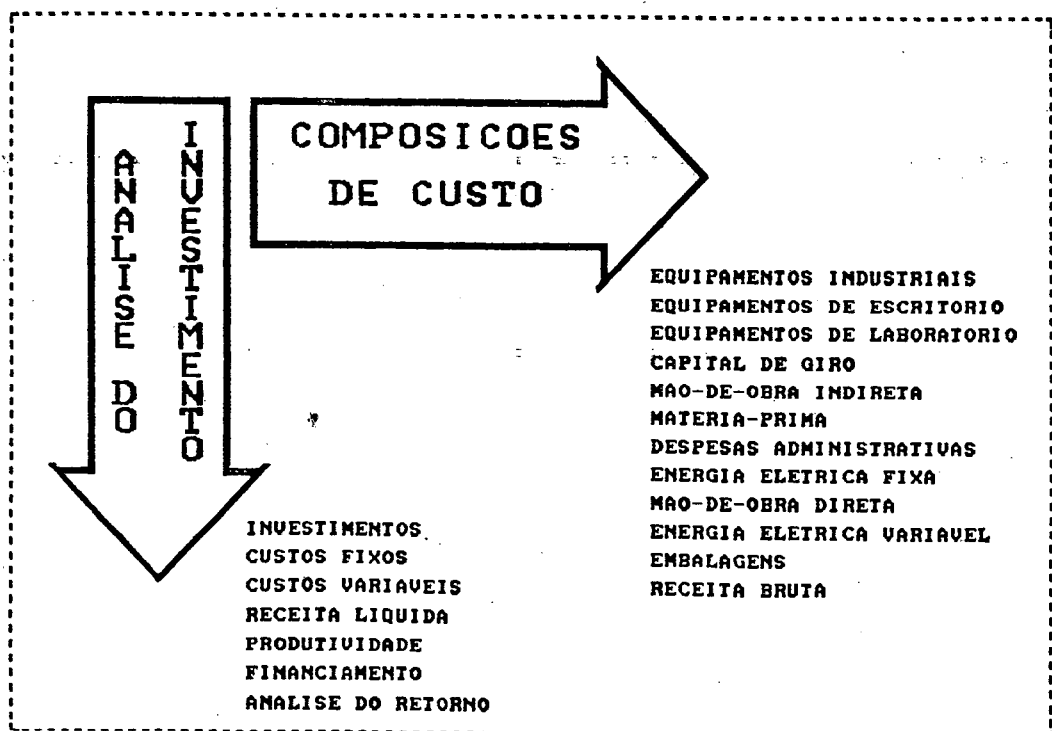 ANALISE DO
INVESTIMENTO
COMPOSICOES
DE CUSTO
EQUIPAMENTOS INDUSTRIAIS
EQUIPAMENTOS DE ESCRITORIO
EQUIPAMENTOS DE LABORATORIO
CAPITAL DE GIRO
MAO-DE-OBRA INDIRETA
MATERIA-PRIMA
DESPESAS ADMINISTRATIVAS
ENERGIA ELETRICA FIXA
MAO-DE-OBRA DIRETA
ENERGIA ELETRICA VARIAVEL
EMBALAGENS
RECEITA BRUTA
INVESTIMENTOS
CUSTOS FIXOS
CUSTOS VARIAVEIS
RECEITA LIQUIDA
PRODUTIVIDADE
FINANCIAMENTO
ANALISE DO RETORNO